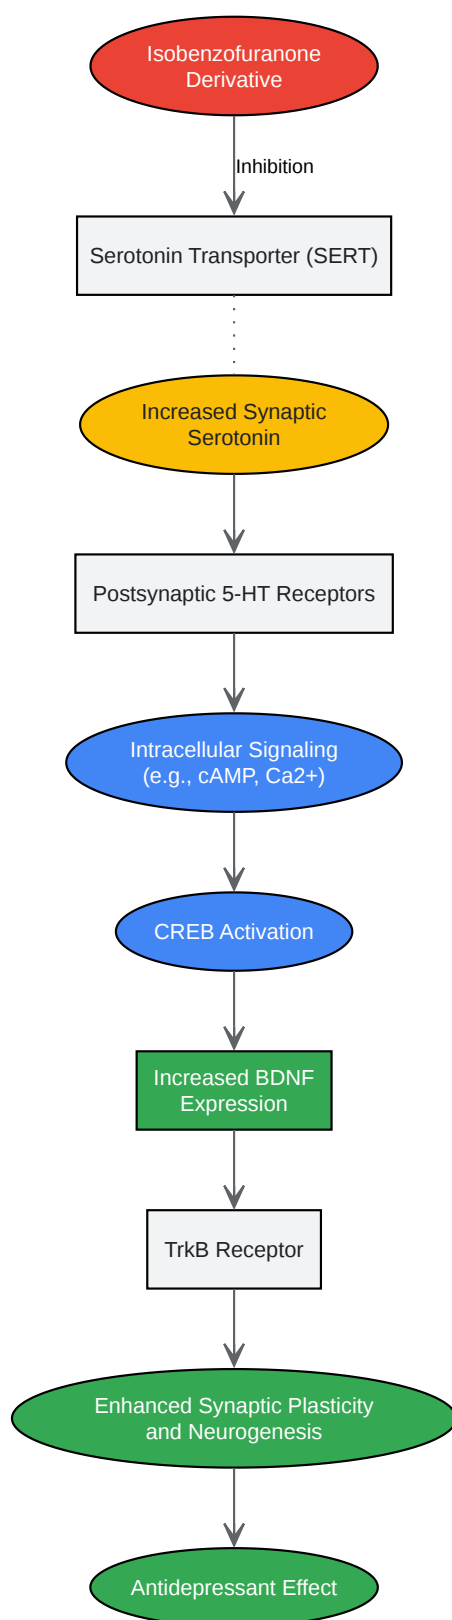 Isobenzofuranone
Derivative
Inhibition
Serotonin Transporter (SERT)
Increased Synaptic
Serotonin
Postsynaptic 5-HT Receptors
Intracellular Signaling
(e.g., cAMP, Ca2+)
CREB Activation
Increased BDNF
Expression
TrkB Receptor
Enhanced Synaptic Plasticity
and Neurogenesis
Antidepressant Effect